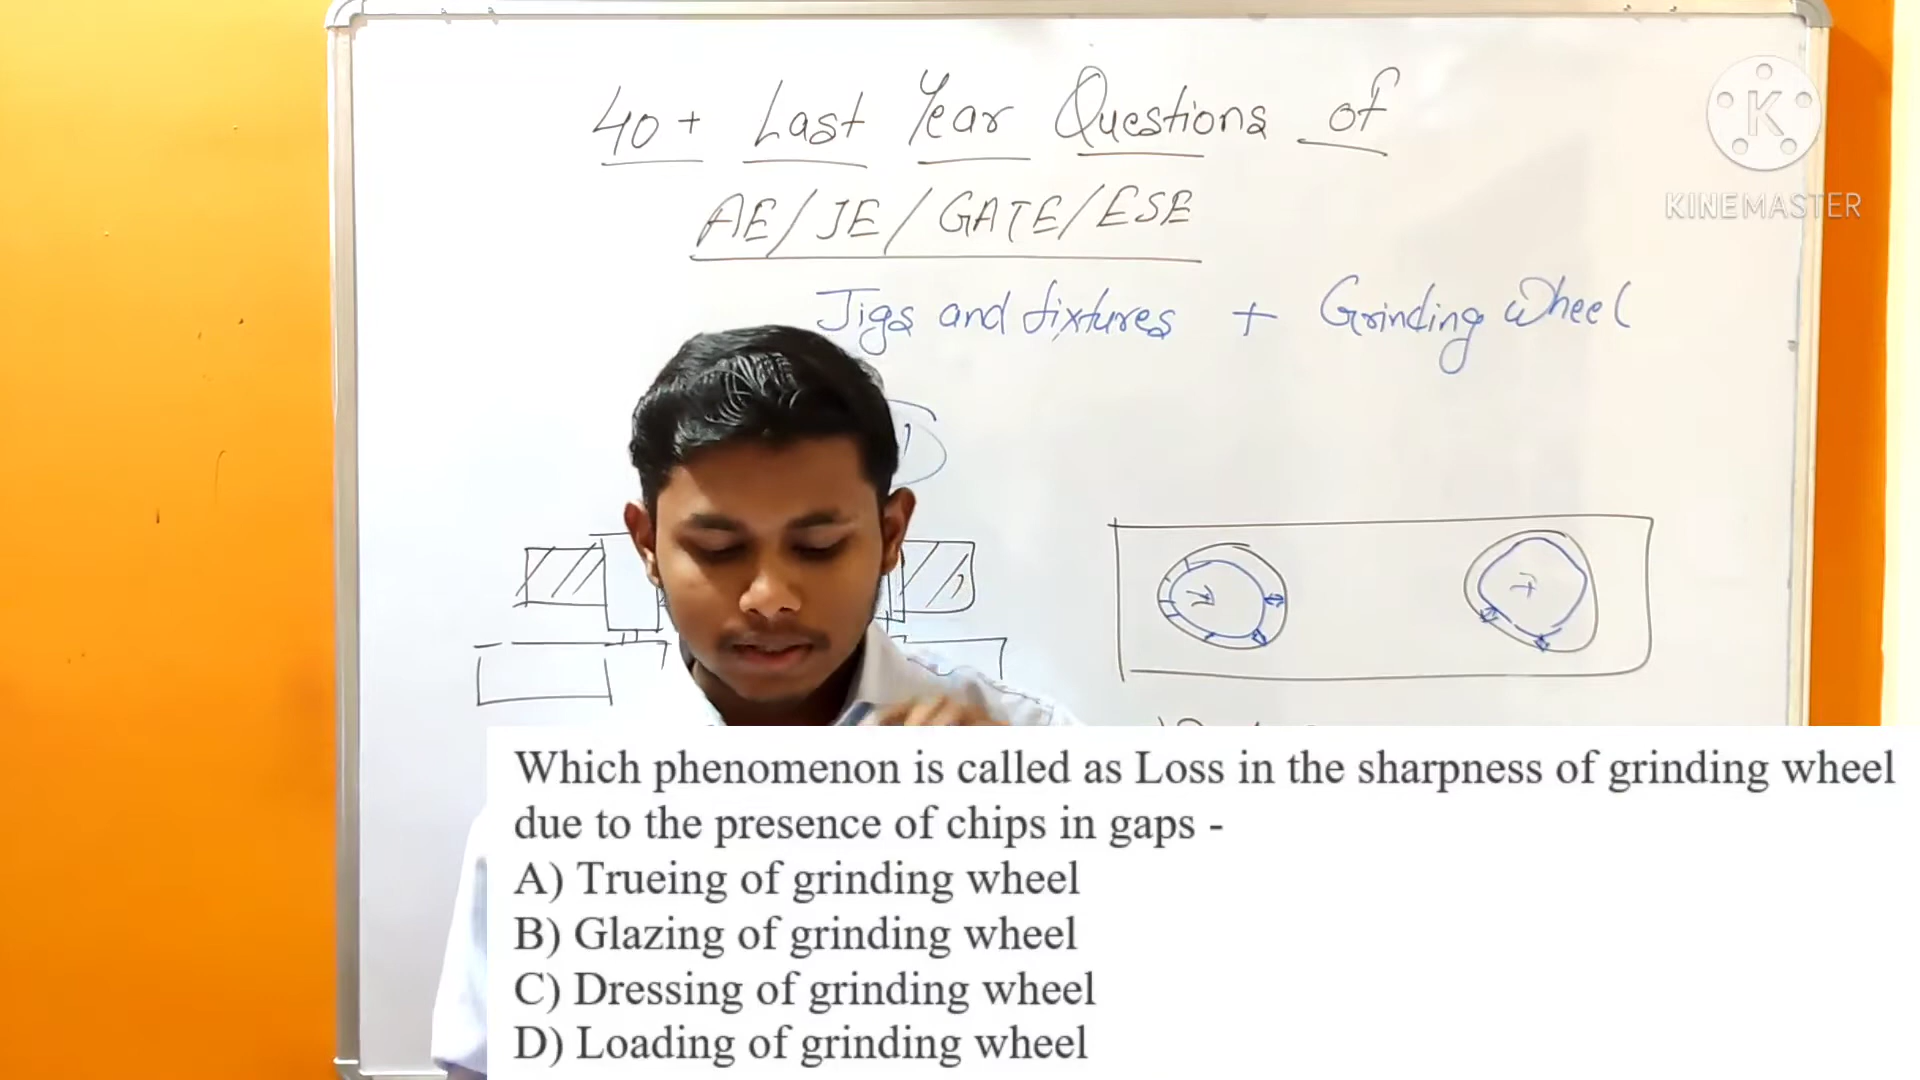 40+ Last Year Questions of
AE/JE/GATE/ESE
Jigs and fixtures + Grinding Wheel
K
KINEMASTER
Which phenomenon is called as Loss in the sharpness of grinding wheel
due to the presence of chips in gaps -
A) Trueing of grinding wheel
B) Glazing of grinding wheel
C) Dressing of grinding wheel
D) Loading of grinding wheel